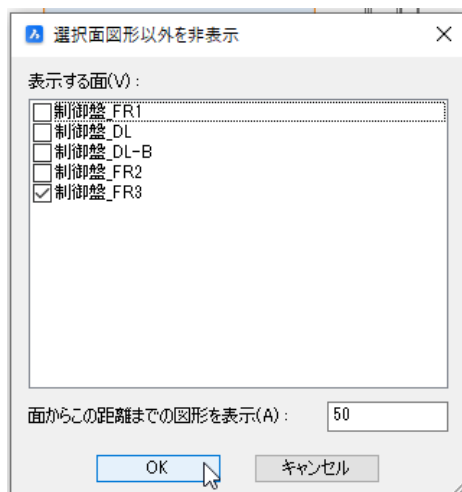 選択面図形以外を非表示
表示する面(V) :
制御盤_FR1
制御盤_DL
制御盤_DL-B
制御盤_FR2
制御盤_FR3
面からこの距離までの図形を表示(A) : 50
OK キャンセル